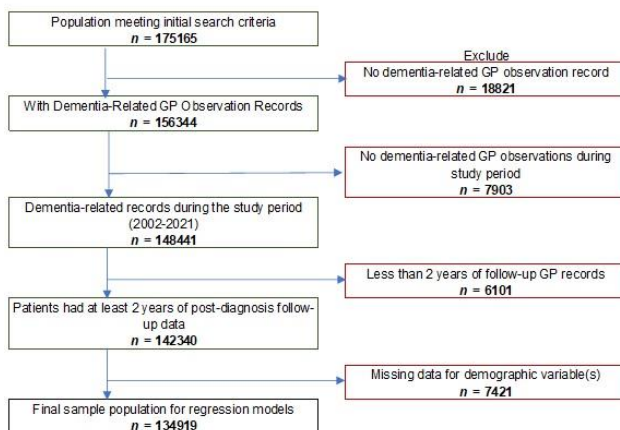 Population meeting initial search criteria
n = 175165
Exclude
No dementia-related GP observation record
n = 18821
With Dementia-Related GP Observation Records
n = 156344
No dementia-related GP observations during
study period
n = 7903
Dementia-related records during the study period
(2002-2021)
n = 148441
Less than 2 years of follow-up GP records
n = 6101
Patients had at least 2 years of post-diagnosis follow-
up data
n = 142340
Missing data for demographic variable(s)
n = 7421
Final sample population for regression models
n = 134919